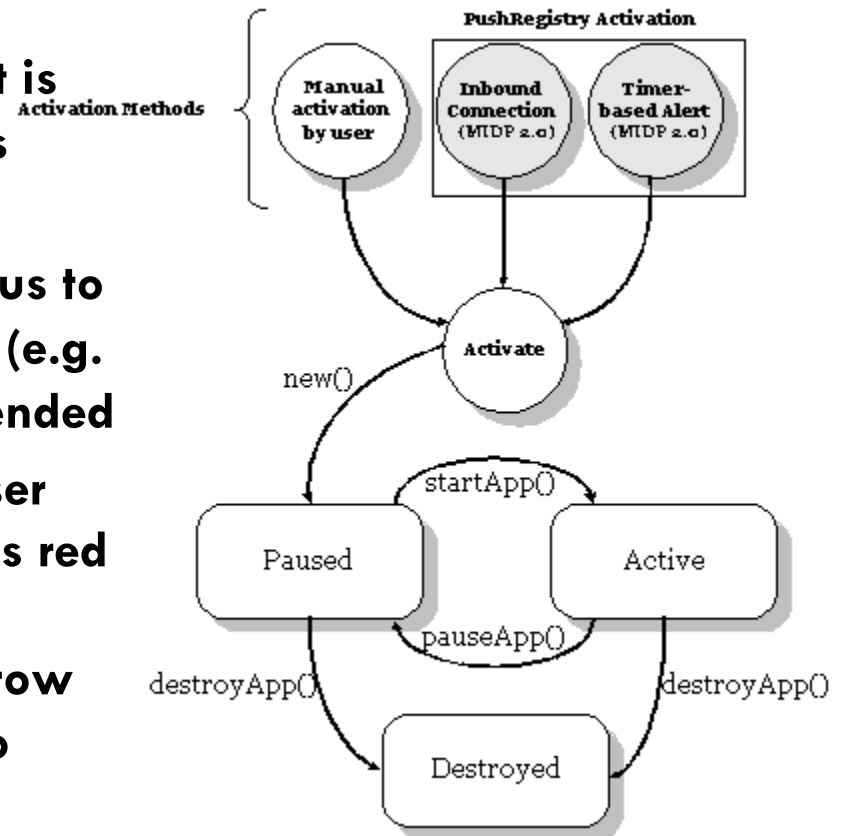 PushRegistry Activation
t is
Activation Methods
s
Manual
activation
by user
Inbound
Connection
(MIDP 2.0)
Timer-
based Alert
(MIDP 2.0)
us to
(e.g.
ended
ser
s red
row
Activate
new()
startApp()
Paused
Active
pauseApp()
destroyApp()
destroyApp()
Destroyed